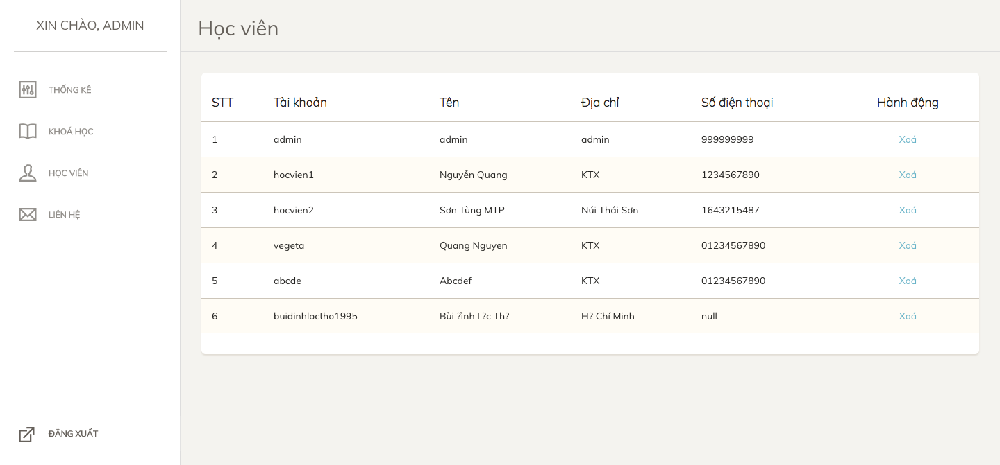 XIN CHÀO, ADMIN
THỐNG KÊ
KHOÁ HỌC
HỌC VIÊN
LIÊN HỆ
ĐĂNG XUẤT
Học viên
STT Tài khoản Tên Địa chỉ Số điện thoại Hành động
1 admin admin admin 999999999 Xoá
2 hocvien1 Nguyễn Quang KTX 1234567890 Xoá
3 hocvien2 Sơn Tùng MTP Núi Thái Sơn 1643215487 Xoá
4 vegeta Quang Nguyen KTX 01234567890 Xoá
5 abcde Abcdef KTX 01234567890 Xoá
6 buidinhloctho1995 Bùi ?ình L?c Th? H? Chí Minh null Xoá